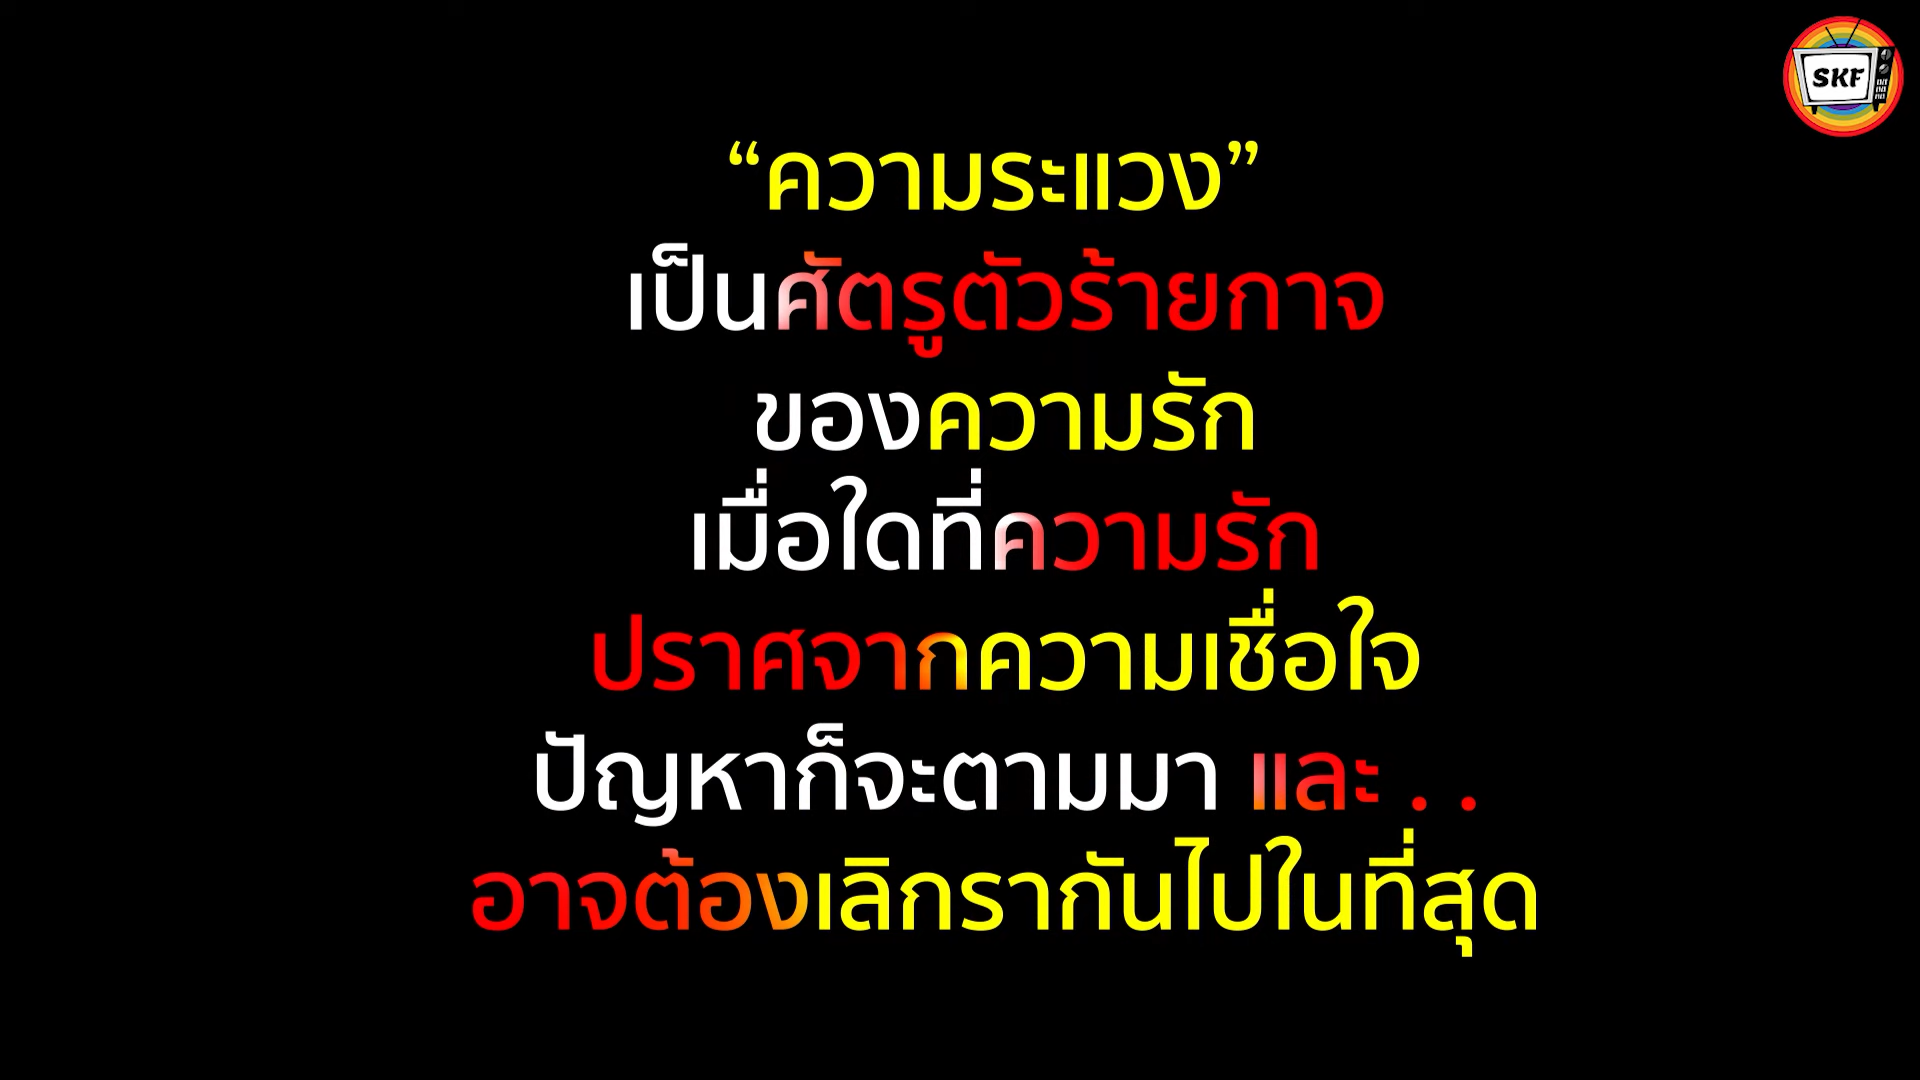 SKF
“ความระแวง”
เป็นศัตรูตัวร้ายกาจ
ของความรัก
เมื่อใดที่ความรัก
ปราศจากความเชื่อใจ
ปัญหาก็จะตามมา และ . .
อาจต้องเลิกรากันไปในที่สุด